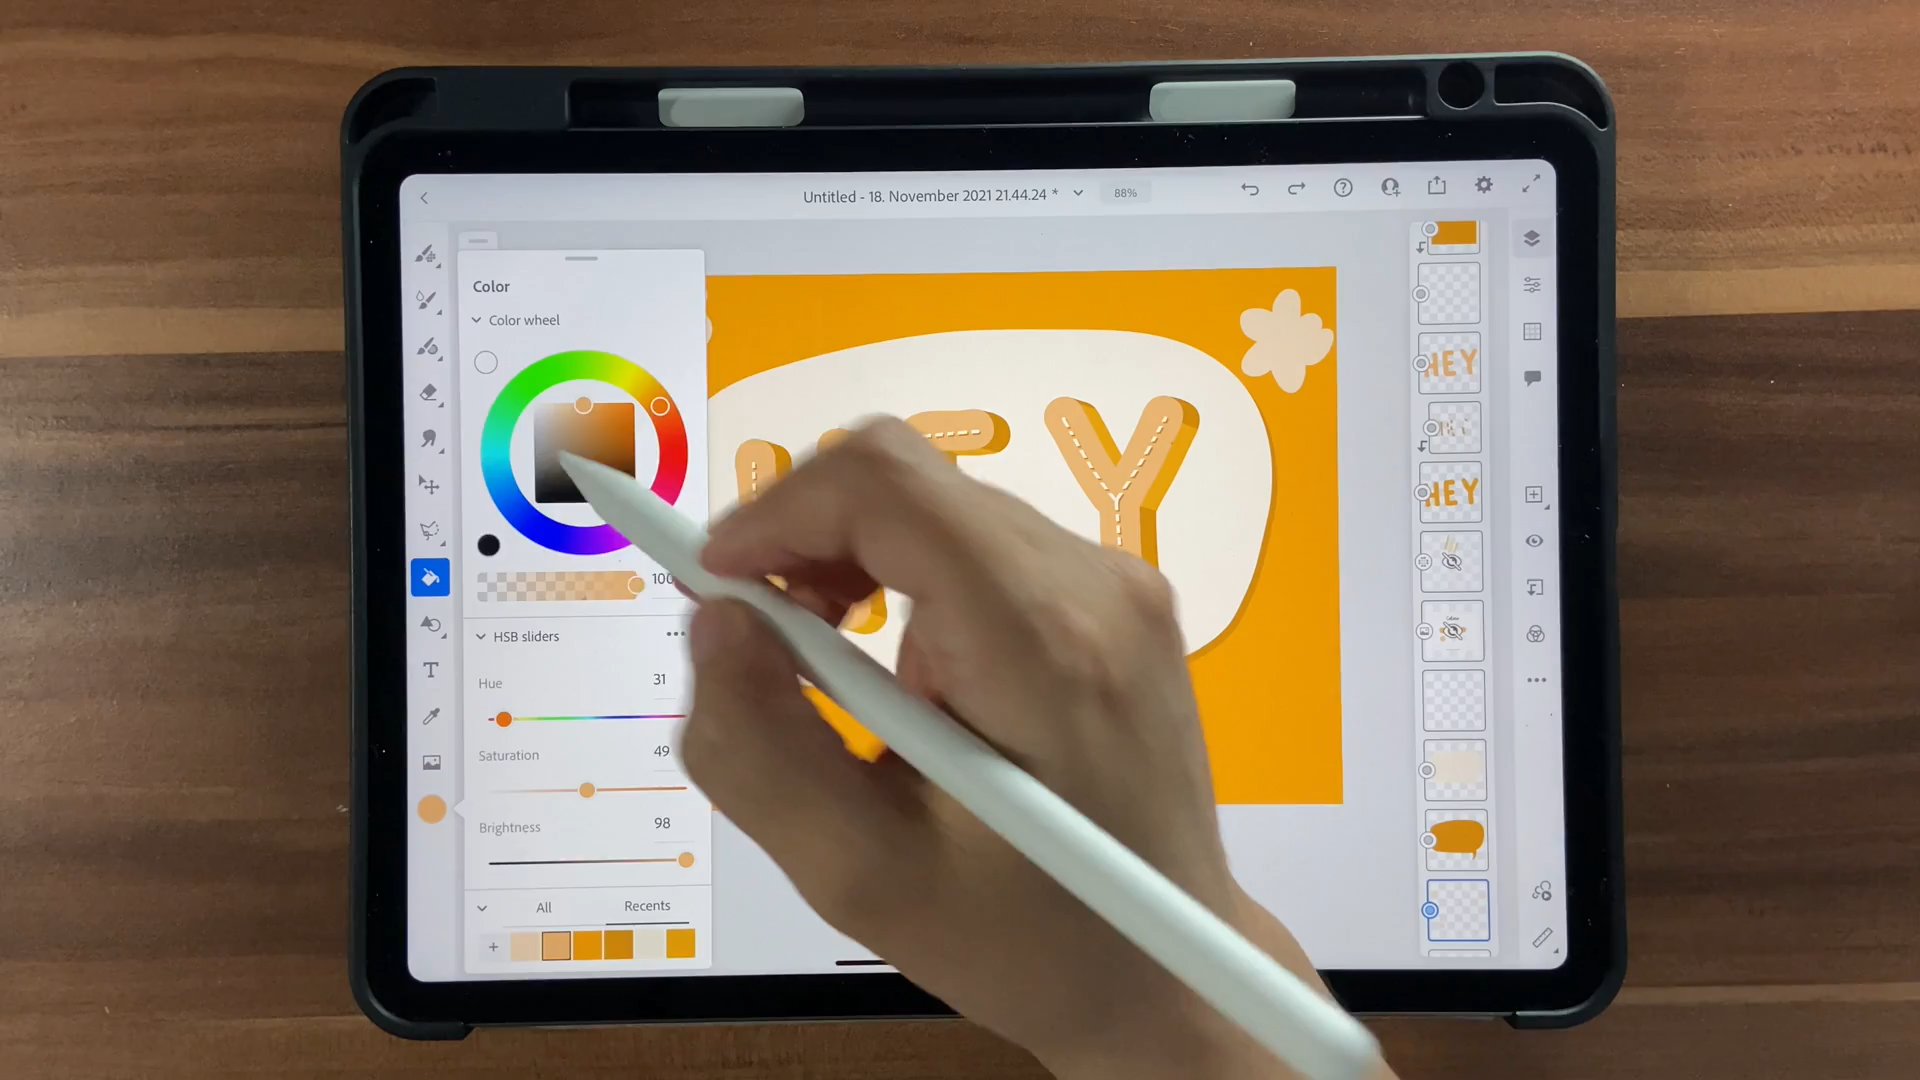 Untitled - 18. November 2021 21.44.24 *
88%
Color
Color wheel
100
HSB sliders
Hue
31
Saturation
49
Brightness
98
All
Recents
T
H E Y
HEY
HEY